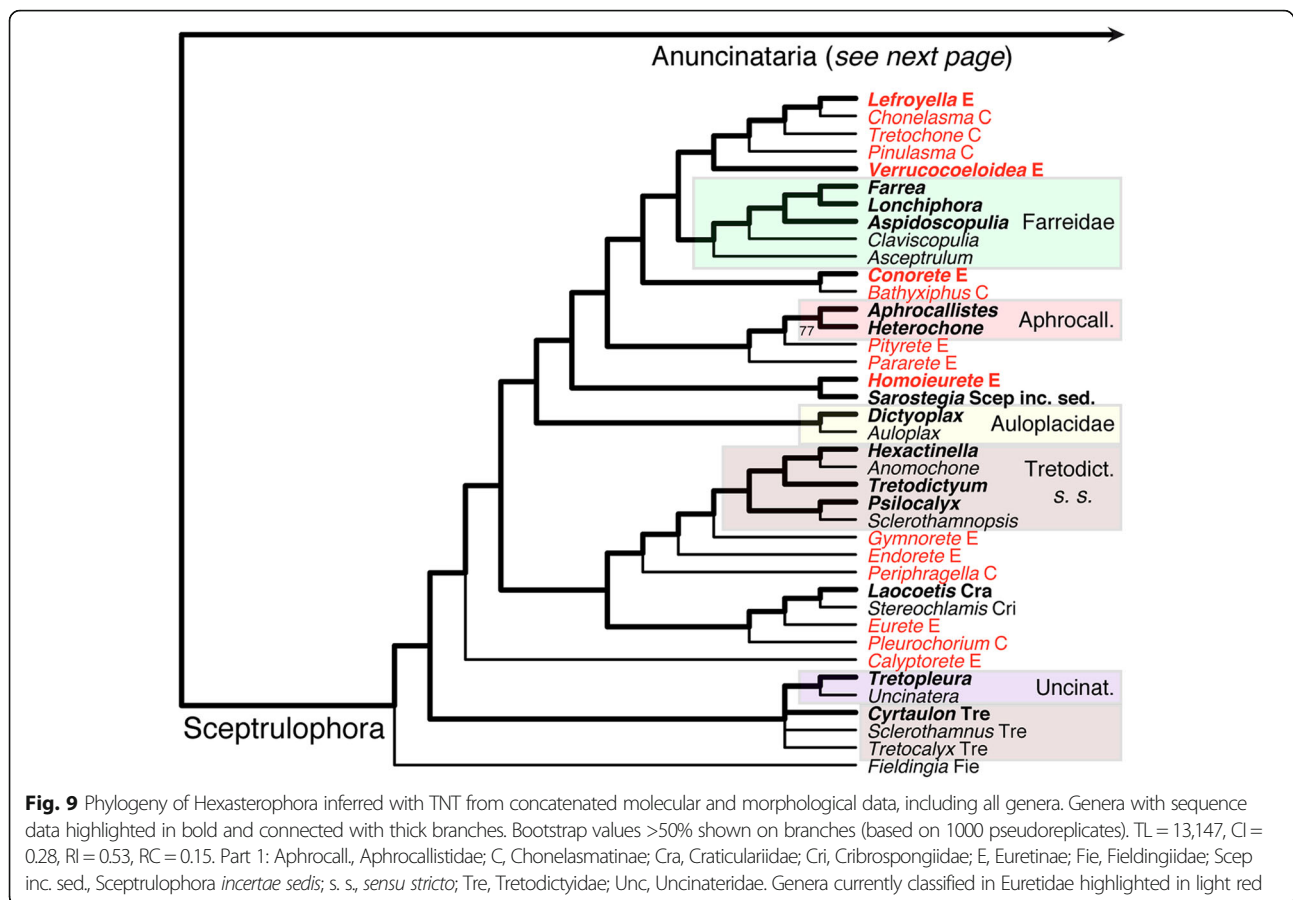 Anuncinataria (see next page)
Lefroyella E
Chonelasma C
Tretochone C
Pinulasma C
Verrucocoeloidea E
Farrea
Lonchiphora
Aspidoscopulia
Farreidae
Claviscopulia
Asceptrulum
Conorete E
Bathyxiphus C
Aphrocallistes
Aphrocall.
77
Heterochone
Pityrete E
Pararete E
Homoieurete E
Sarostegia Scep inc. sed.
Dictyoplax
Auloplacidae
Auloplax
Hexactinella
Anomochone
Tretodict.
Tretodictyum
s. s.
Psilocalyx
Sclerothamnopsis
Gymnorete E
Endorete E
Periphragella C
Laocoetis Cra
Stereochlamis Cri
Eurete E
Pleurochorium C
Calyptorete E
Tretopleura
Uncinat.
Uncinatera
Cyrtaulon Tre
Sceptrulophora
Sclerothamnus Tre
Tretocalyx Tre
Fieldingia Fie
Fig. 9 Phylogeny of Hexasterophora inferred with TNT from concatenated molecular and morphological data, including all genera. Genera with sequence
data highlighted in bold and connected with thick branches. Bootstrap values >50% shown on branches (based on 1000 pseudoreplicates). TL = 13,147, CI =
0.28, RI = 0.53, RC = 0.15. Part 1: Aphrocall., Aphrocallistidae; C, Chonelasmatinae; Cra, Craticulariidae; Cri, Cribrospongiidae; E, Euretinae; Fie, Fieldingiidae; Scep
inc. sed., Sceptrulophora incertae sedis; s. s., sensu stricto; Tre, Tretodictyidae; Unc, Uncinateridae. Genera currently classified in Euretidae highlighted in light red